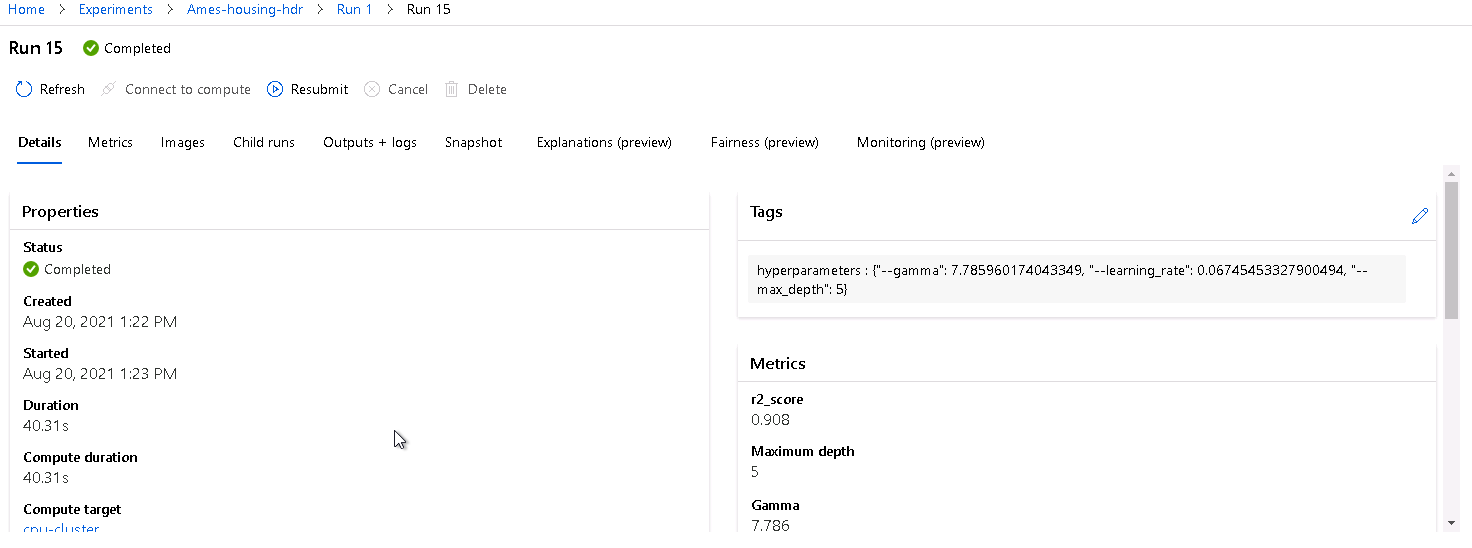 Home > Experiments > Ames-housing-hdr > Run 1 > Run 15
Run 15 Completed
Refresh Connect to compute Resubmit Cancel Delete
Details Metrics Images Child runs Outputs + logs Snapshot Explanations (preview) Fairness (preview) Monitoring (preview)
Properties
Status
Completed
Created
Aug 20, 2021 1:22 PM
Started
Aug 20, 2021 1:23 PM
Duration
40.31s
Compute duration
40.31s
Compute target
cpu-cluster
Tags
hyperparameters : {"--gamma": 7.785960174043349, "--learning_rate": 0.06745453327900494, "--
max_depth": 5}
Metrics
r2_score
0.908
Maximum depth
5
Gamma
7.786